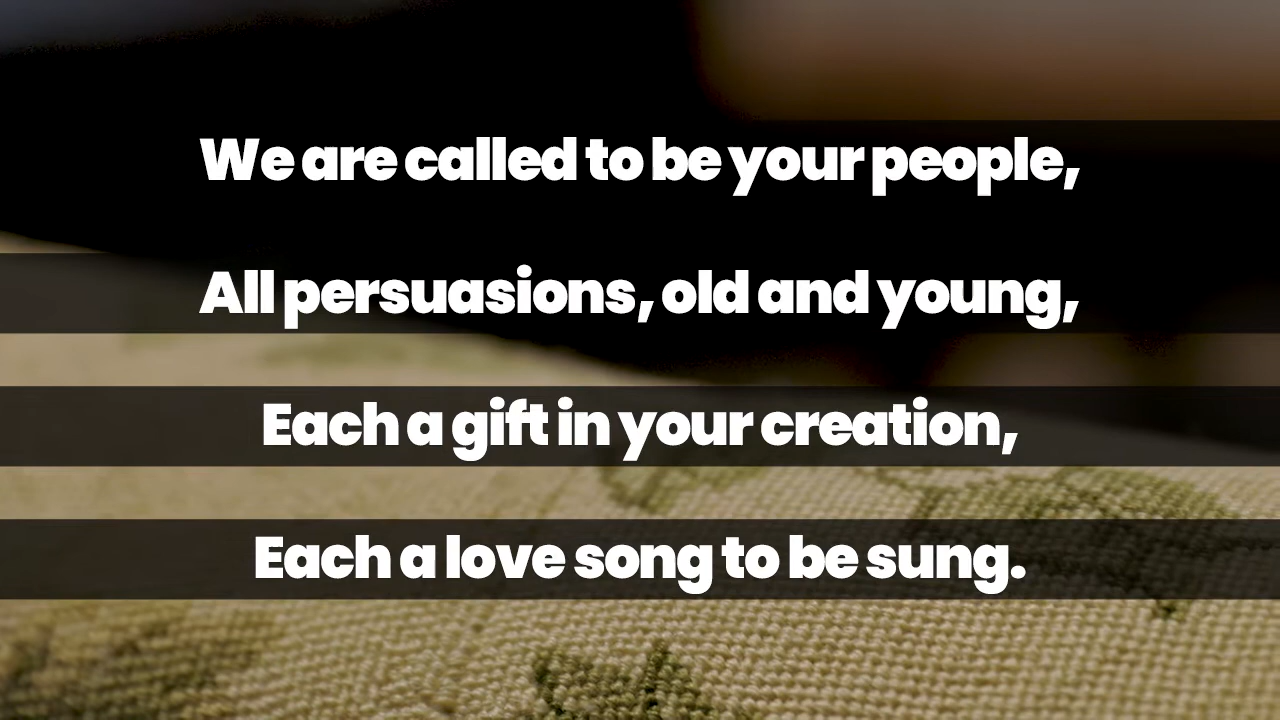 We are called to be your people,
All persuasions, old and young,
Each a gift in your creation,
Each a love song to be sung.